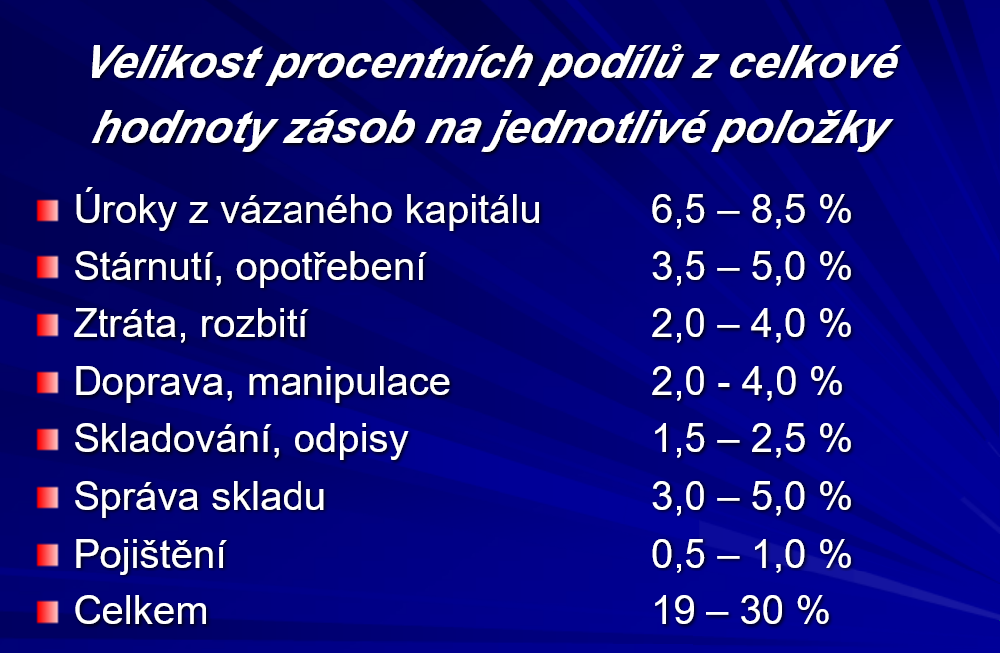 Velikost procentních podílů z celkové
hodnoty zásob na jednotlivé položky
Úroky z vázaného kapitálu 6,5 – 8,5 %
Stárnutí, opotřebení 3,5 – 5,0 %
Ztráta, rozbití 2,0 – 4,0 %
Doprava, manipulace 2,0 - 4,0 %
Skladování, odpisy 1,5 – 2,5 %
Správa skladu 3,0 – 5,0 %
Pojištění 0,5 – 1,0 %
Celkem 19 – 30 %